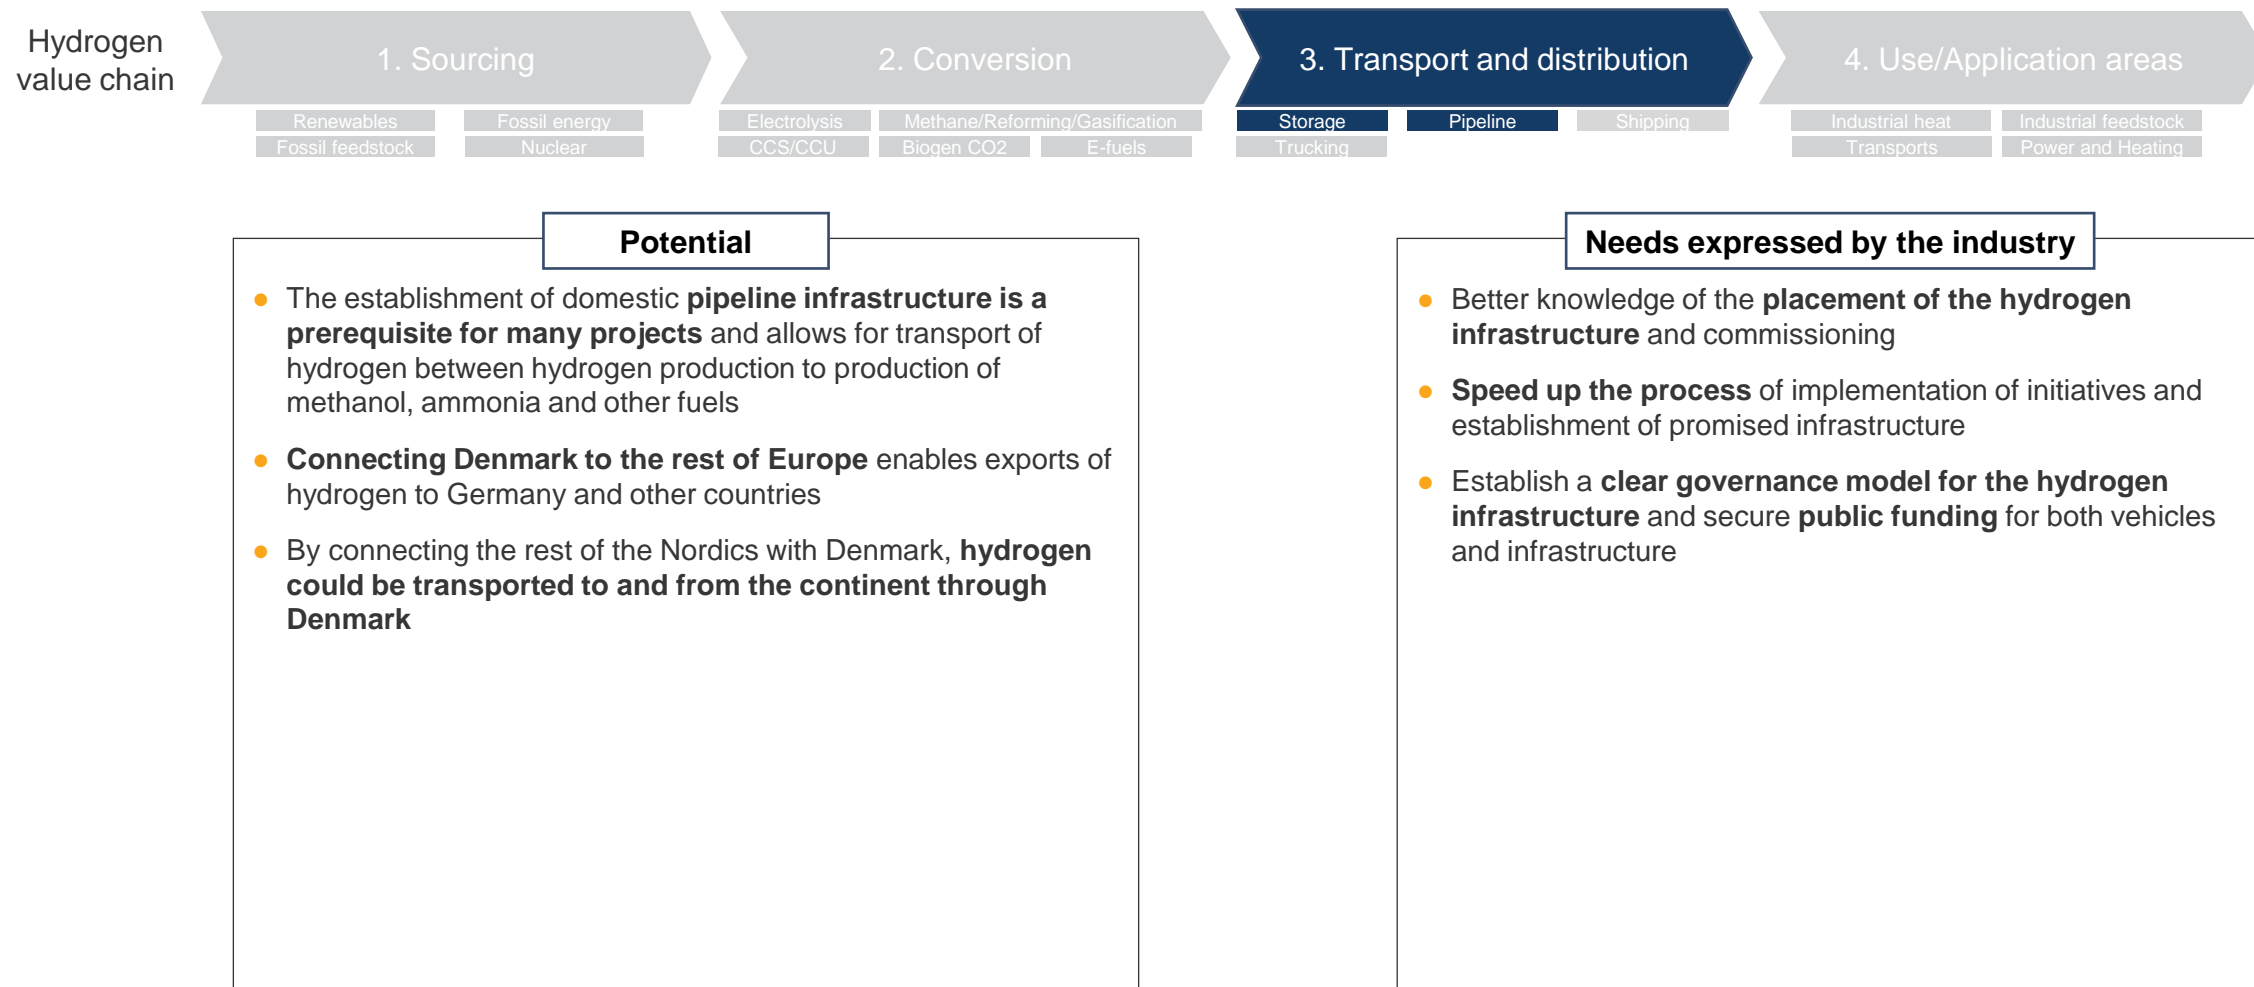 Hydrogen
value chain
1. Sourcing
2. Conversion
3. Transport and distribution
4. Use/Application areas
Renewables
Fossil energy
Fossil feedstock
Nuclear
Electrolysis
Methane/Reforming/Gasification
CCS/CCU
Biogen CO2
E-fuels
Storage
Pipeline
Shipping
Trucking
Industrial heat
Industrial feedstock
Transports
Power and Heating
Potential
● The establishment of domestic pipeline infrastructure is a
prerequisite for many projects and allows for transport of
hydrogen between hydrogen production to production of
methanol, ammonia and other fuels
● Connecting Denmark to the rest of Europe enables exports of
hydrogen to Germany and other countries
● By connecting the rest of the Nordics with Denmark, hydrogen
could be transported to and from the continent through
Denmark
Needs expressed by the industry
● Better knowledge of the placement of the hydrogen
infrastructure and commissioning
● Speed up the process of implementation of initiatives and
establishment of promised infrastructure
● Establish a clear governance model for the hydrogen
infrastructure and secure public funding for both vehicles
and infrastructure